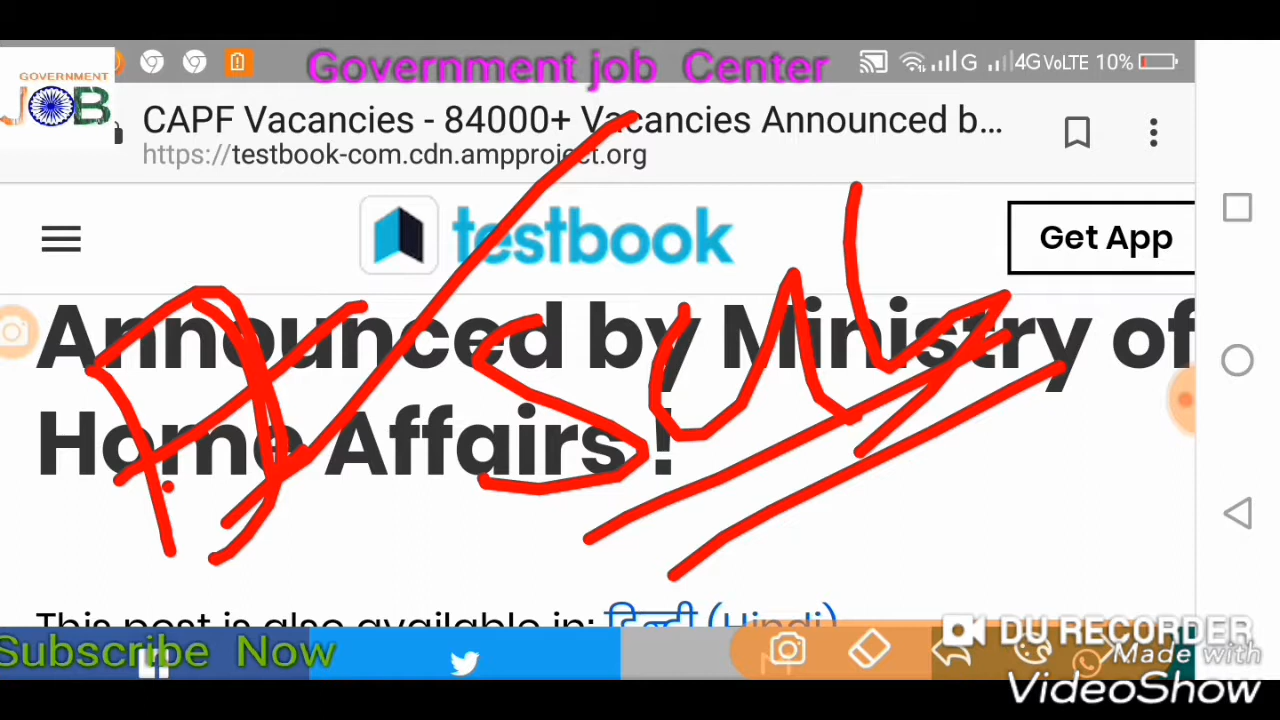 Government job Center
GOVERNMENT
JOB
G 4G VoLTE 10%
CAPF Vacancies - 84000+ Vacancies Announced b...
https://testbook-com.cdn.ampproject.org
testbook
Get App
Announced by Ministry of
Home Affairs !
This post is also available in: हिन्दी (Hindi)
Subscribe Now
DU RECORDER
Made with
VideoShow